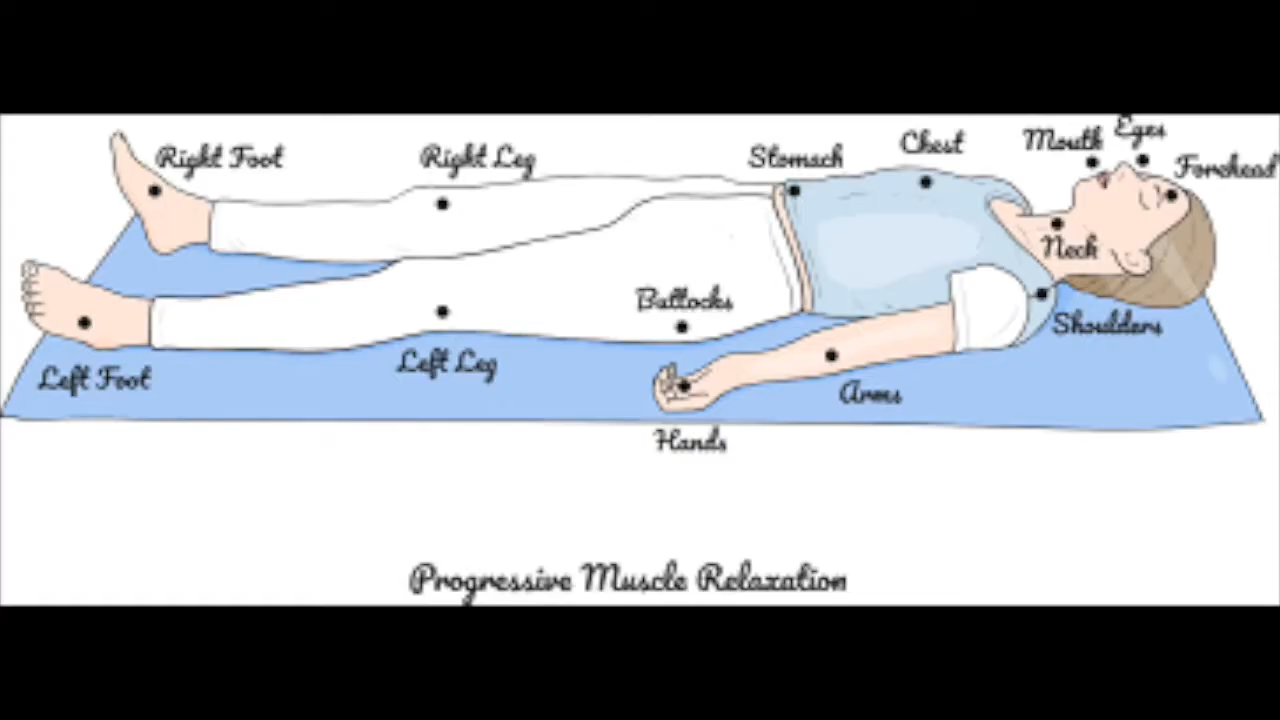 Eyes
Mouth
Chest
Right Foot
Right Leg
Stomach
Forehead
Neck
Buttocks
Shoulders
Left Leg
Left Foot
Arms
Hands
Progressive Muscle Relaxation